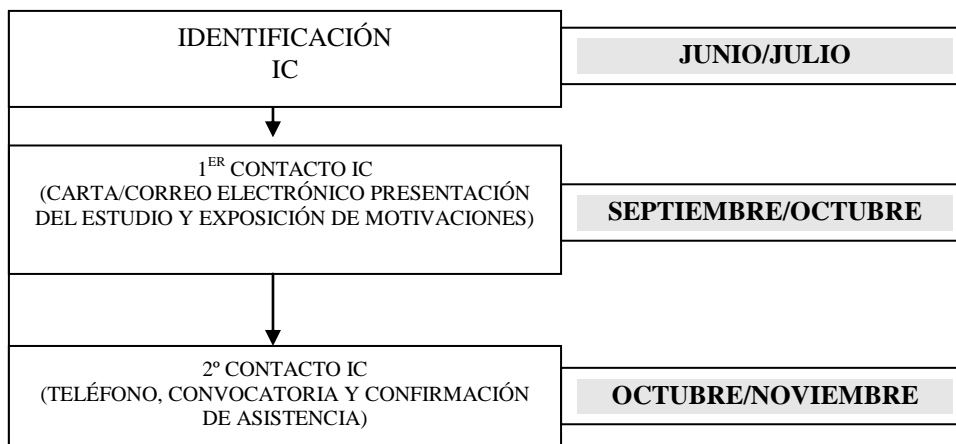 IDENTIFICACIÓN
IC
JUNIO/JULIO
1ER CONTACTO IC
(CARTA/CORREO ELECTRÓNICO PRESENTACIÓN
DEL ESTUDIO Y EXPOSICIÓN DE MOTIVACIONES)
SEPTIEMBRE/OCTUBRE
2º CONTACTO IC
(TELÉFONO, CONVOCATORIA Y CONFIRMACIÓN
DE ASISTENCIA)
OCTUBRE/NOVIEMBRE